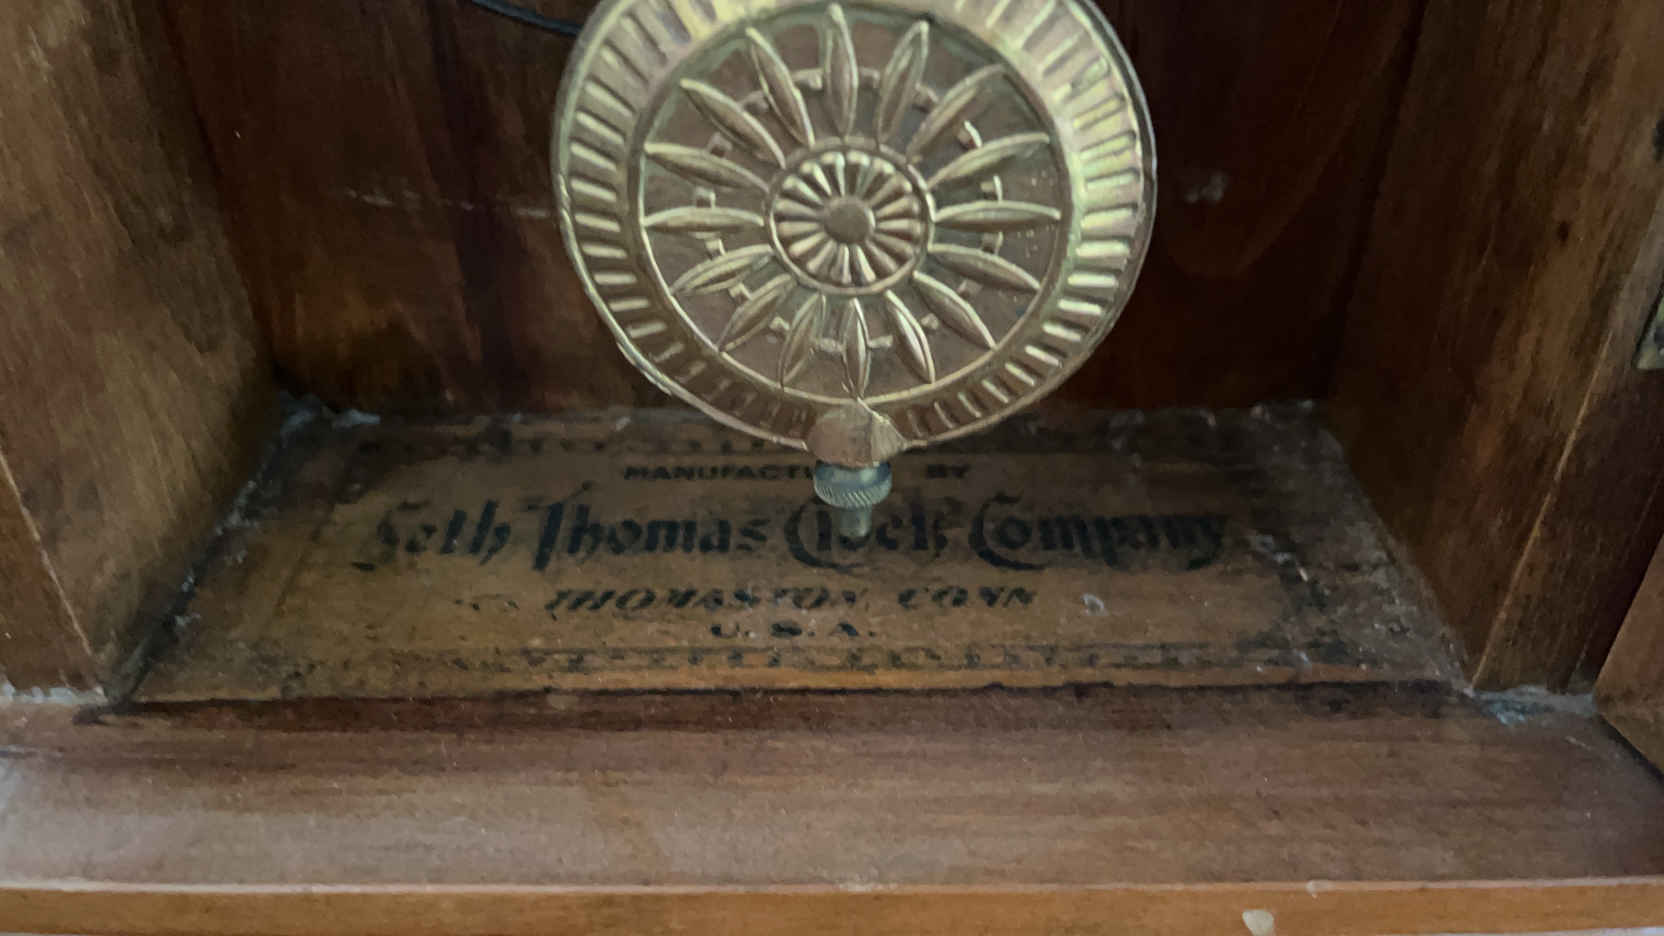 MANUFACTURED BY
Seth Thomas Clock Company
THOMASTON, CONN
U.S.A.